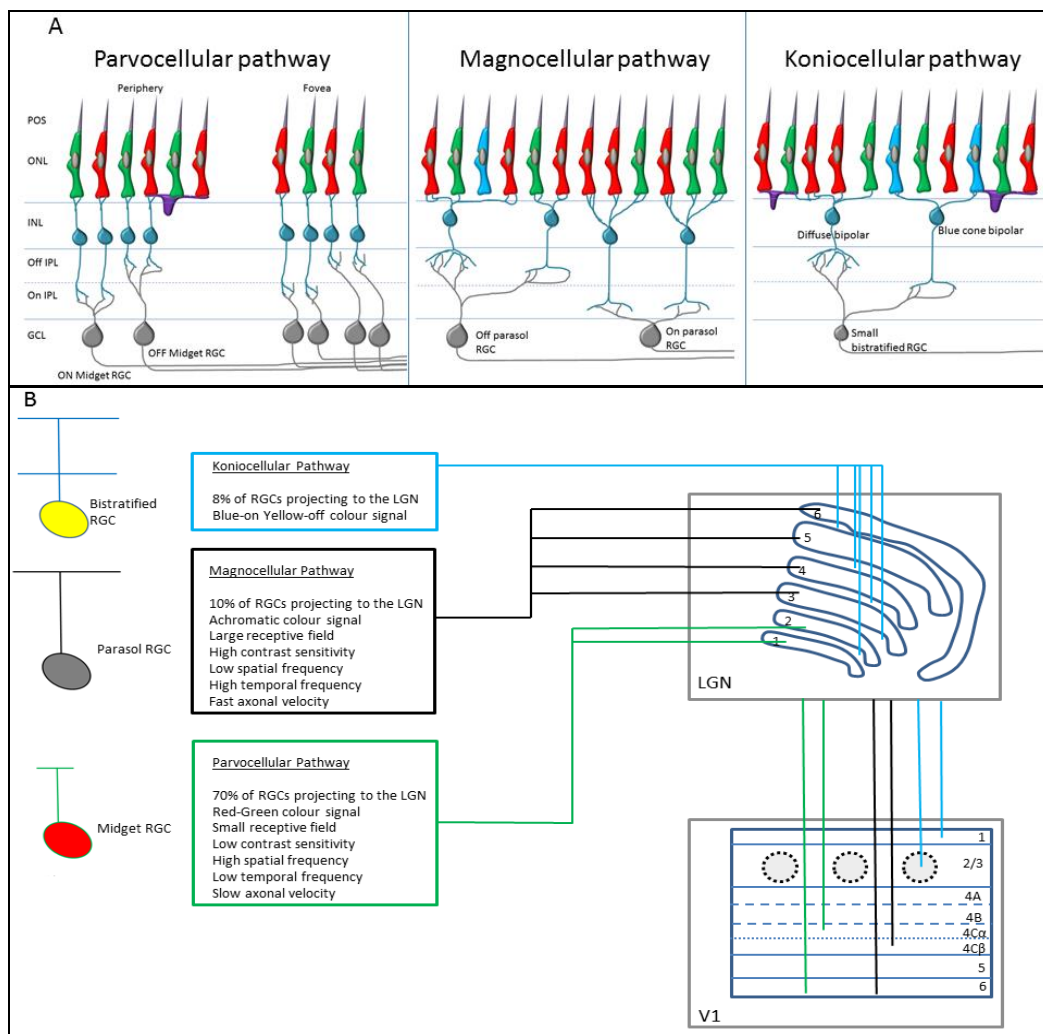 A
Parvocellular pathway
Magnocellular pathway
Koniocellular pathway
Periphery
Fovea
POS
ONL
INL
Off IPL
On IPL
GCL
OFF Midget RGC
ON Midget RGC
Off parasol
RGC
On parasol
RGC
Diffuse bipolar
Blue cone bipolar
Small
bistratified RGC
B
Bistratified
RGC
Parasol RGC
Midget RGC
Koniocellular Pathway
8% of RGCs projecting to the LGN
Blue-on Yellow-off colour signal
Magnocellular Pathway
10% of RGCs projecting to the LGN
Achromatic colour signal
Large receptive field
High contrast sensitivity
Low spatial frequency
High temporal frequency
Fast axonal velocity
Parvocellular Pathway
70% of RGCs projecting to the LGN
Red-Green colour signal
Small receptive field
Low contrast sensitivity
High spatial frequency
Low temporal frequency
Slow axonal velocity
6
5
4
3
2
1
LGN
1
2/3
4A
4B
4Cα
4Cβ
5
6
V1